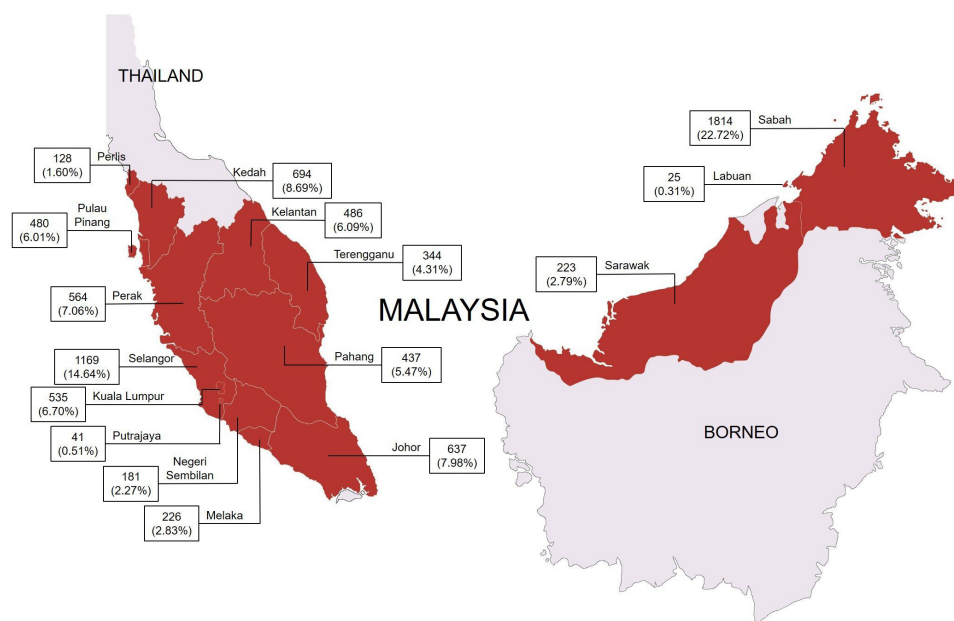 THAILAND
128
(1.60%)
Perlis
Kedah
694
(8.69%)
480
(6.01%)
Pulau
Pinang
Kelantan
486
(6.09%)
Terengganu
344
(4.31%)
564
(7.06%)
Perak
MALAYSIA
1169
(14.64%)
Selangor
Pahang
437
(5.47%)
535
(6.70%)
Kuala Lumpur
41
(0.51%)
Putrajaya
181
(2.27%)
Negeri
Sembilan
Johor
637
(7.98%)
226
(2.83%)
Melaka
1814
(22.72%)
Sabah
25
(0.31%)
Labuan
223
(2.79%)
Sarawak
BORNEO